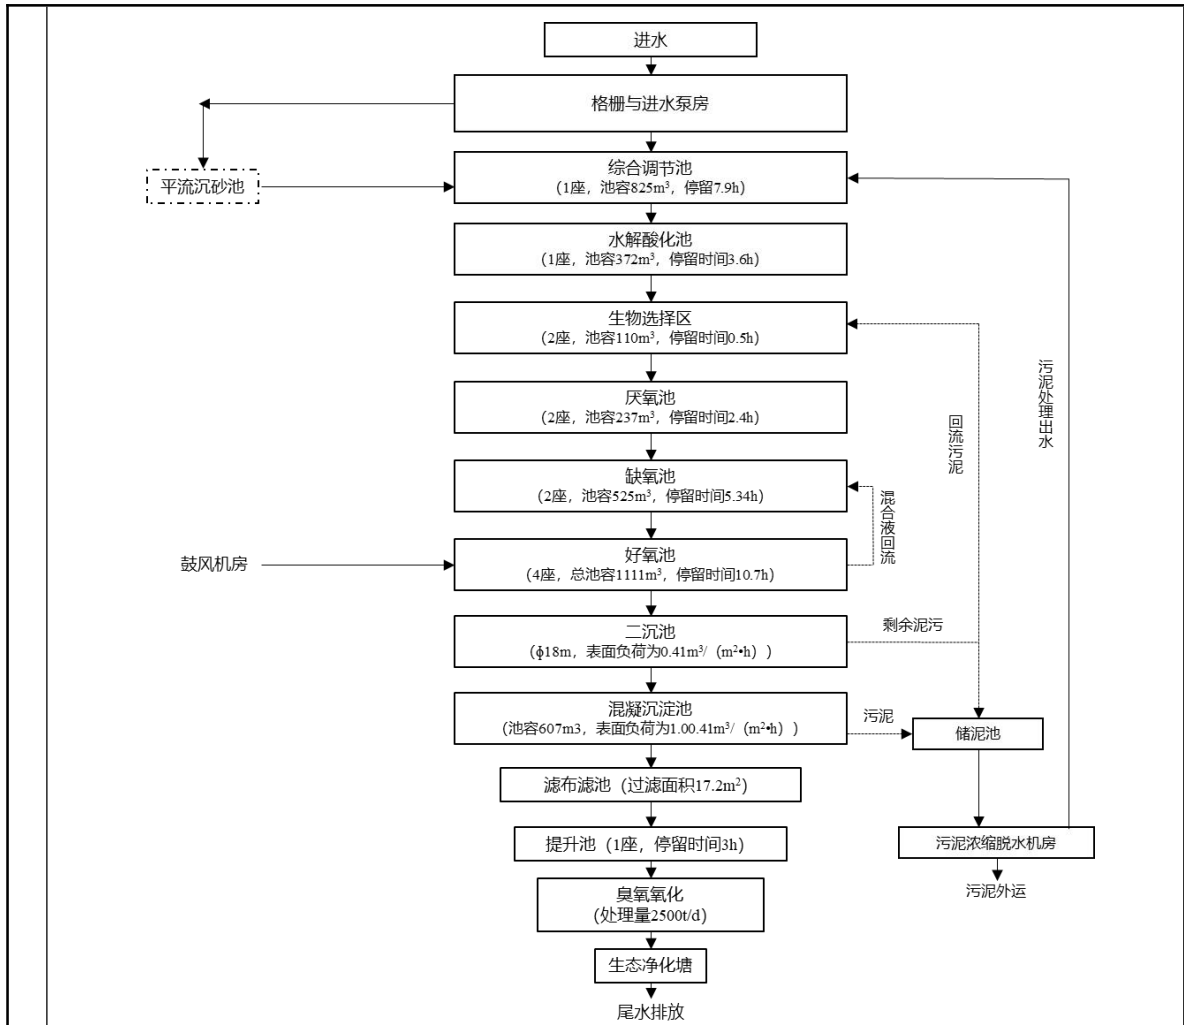 进水
格栅与进水泵房
综合调节池
（1座，池容825m³，停留7.9h）
平流沉砂池
水解酸化池
（1座，池容372m³，停留时间3.6h）
生物选择区
（2座，池容110m³，停留时间0.5h）
厌氧池
（2座，池容237m³，停留时间2.4h）
缺氧池
（2座，池容525m³，停留时间5.34h）
好氧池
（4座，总池容1111m³，停留时间10.7h）
鼓风机房
混合液回流
回流污泥
污泥处理出水
二沉池
（ϕ18m，表面负荷为0.41m³/（m²•h））
剩余泥污
混凝沉淀池
（池容607m3，表面负荷为1.00.41m³/（m²•h））
污泥
储泥池
滤布滤池（过滤面积17.2m²）
提升池（1座，停留时间3h）
污泥浓缩脱水机房
污泥外运
臭氧氧化
（处理量2500t/d）
生态净化塘
尾水排放